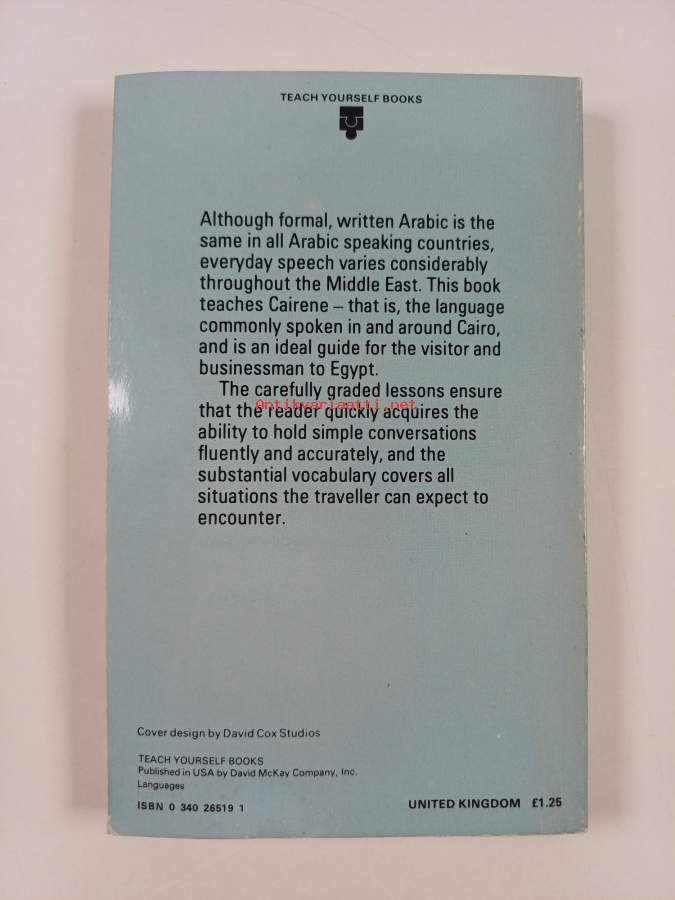 TEACH YOURSELF BOOKS
Although formal, written Arabic is the
same in all Arabic speaking countries,
everyday speech varies considerably
throughout the Middle East. This book
teaches Cairene – that is, the language
commonly spoken in and around Cairo,
and is an ideal guide for the visitor and
businessman to Egypt.
The carefully graded lessons ensure
Antikvariaatti.net
that the reader quickly acquires the
ability to hold simple conversations
fluently and accurately, and the
substantial vocabulary covers all
situations the traveller can expect to
encounter.
Cover design by David Cox Studios
TEACH YOURSELF BOOKS
Published in USA by David McKay Company, Inc.
Languages
ISBN 0 340 26519 1
UNITED KINGDOM £1.25